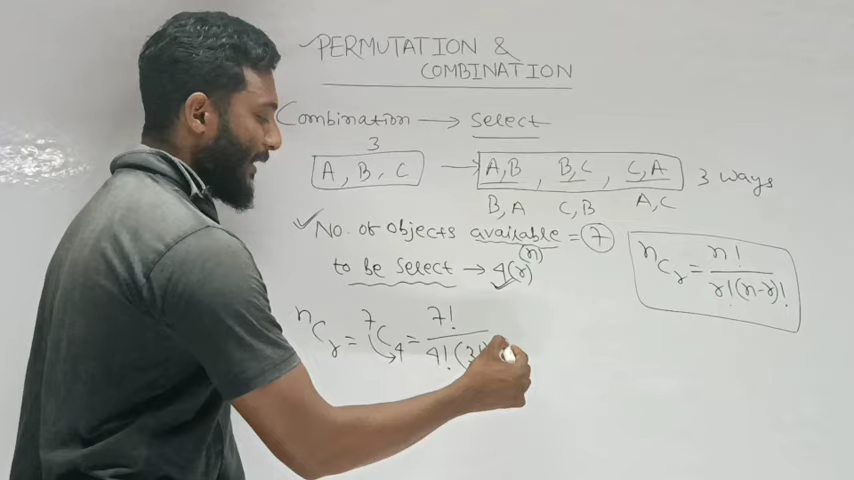 PERMUTATION &
COMBINATION
Combination → Select
3
A, B, C → A,B , B,C , C,A 3 ways
B,A C,B A,C
✓ No. of objects available = 7
(n)
to be select → 4(r)
nCr = n! / r!(n-r)!
nCr = 7C4 = 7! / 4!(3!)